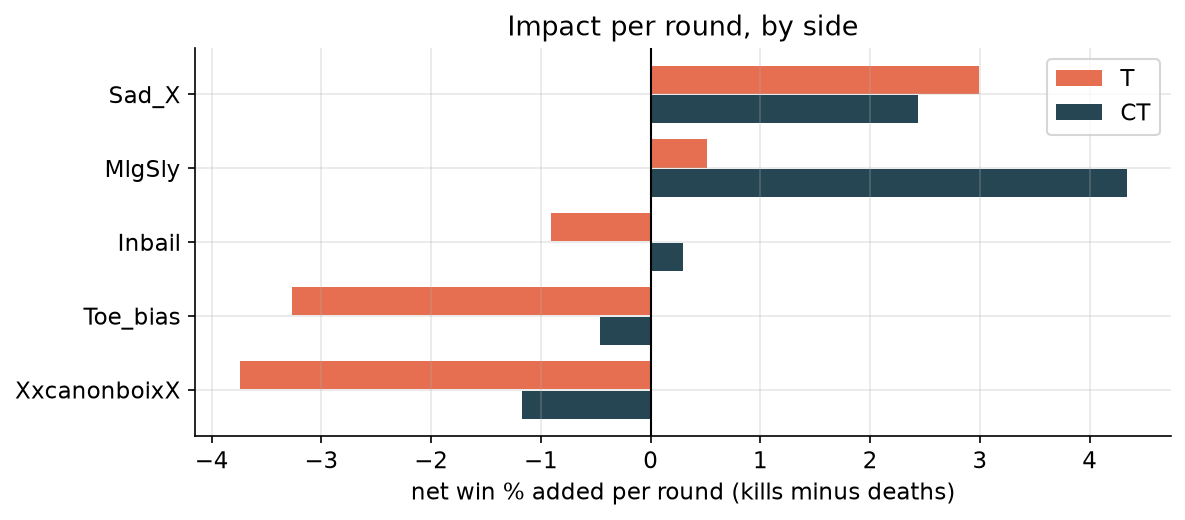 Impact per round, by side
T
CT
Sad_X
MlgSly
Inbail
Toe_bias
XxcanonboixX
−4 −3 −2 −1 0 1 2 3 4
net win % added per round (kills minus deaths)